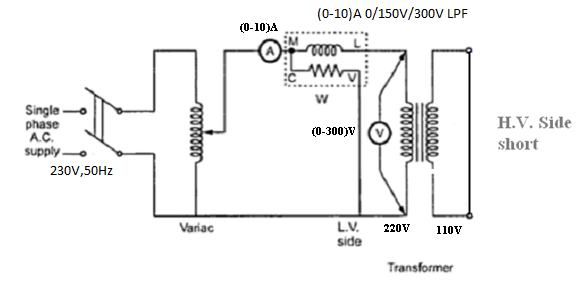 (0-10)A 0/150V/300V LPF
(0-10)A
M
L
A
C
V
W
Single
phase
A.C.
supply
230V,50Hz
(0-300)V
V
H.V. Side
short
Variac
L.V.
side
220V
110V
Transformer